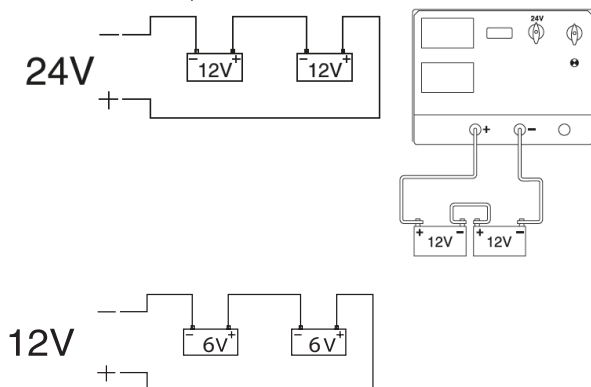 24V
− +
− 12V +
− 12V +
24V
+ −
+ 12V −
+ 12V −
12V
− +
− 6V +
− 6V +